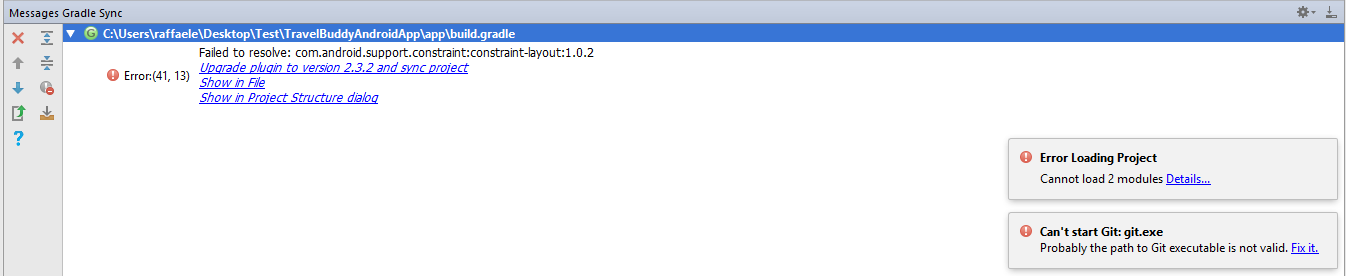 Messages Gradle Sync
C:\Users\raffaele\Desktop\Test\TravelBuddyAndroidApp\app\build.gradle
Failed to resolve: com.android.support.constraint:constraint-layout:1.0.2
Error:(41, 13)
Upgrade plugin to version 2.3.2 and sync project
Show in File
Show in Project Structure dialog
Error Loading Project
Cannot load 2 modules Details...
Can't start Git: git.exe
Probably the path to Git executable is not valid. Fix it.